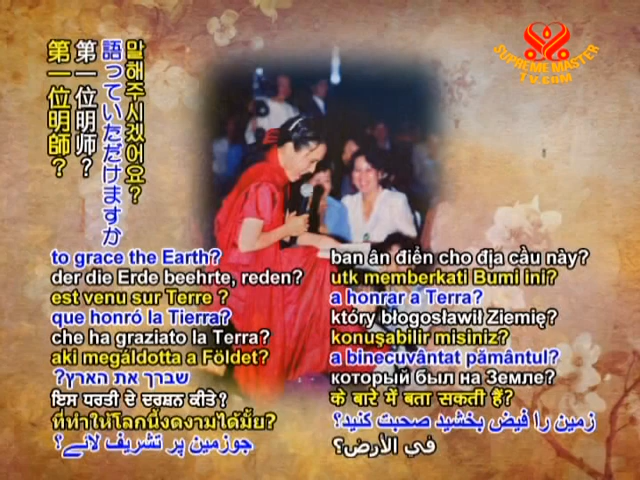 SUPREME MASTER
TV.COM
第一位明師？
第一位明师？
語っていただけますか
말해주시겠어요?
to grace the Earth?
der die Erde beehrte, reden?
est venu sur Terre ?
que honró la Tierra?
che ha graziato la Terra?
aki megáldotta a Földet?
שברך את הארץ?
ਇਸ ਧਰਤੀ ਦੇ ਦਰਸ਼ਨ ਕੀਤੇ?
ที่ทำให้โลกนี้งดงามได้มั้ย?
جوزمین پر تشریف لائے؟
ban ân điển cho địa cầu này?
utk memberkati Bumi ini?
a honrar a Terra?
który błogosławił Ziemię?
konuşabilir misiniz?
a binecuvântat pământul?
который был на Земле?
के बारे में बता सकती हैं?
زمین را فیض بخشید صحبت کنید؟
في الأرض؟